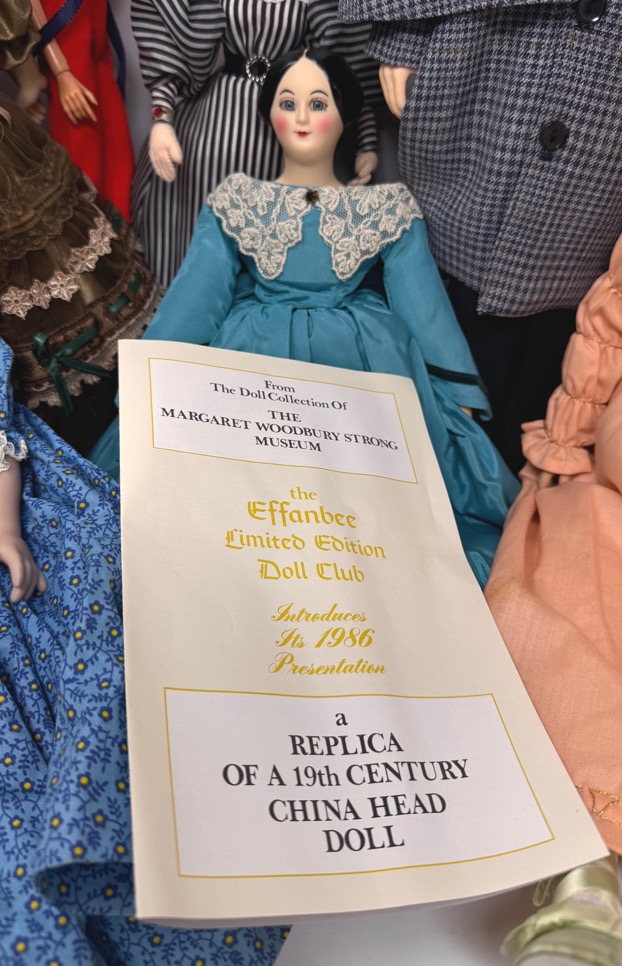 From
The Doll Collection Of
THE
MARGARET WOODBURY STRONG
MUSEUM
the
Effanbee
Limited Edition
Doll Club
Introduces
Its 1986
Presentation
a
REPLICA
OF A 19th CENTURY
CHINA HEAD
DOLL